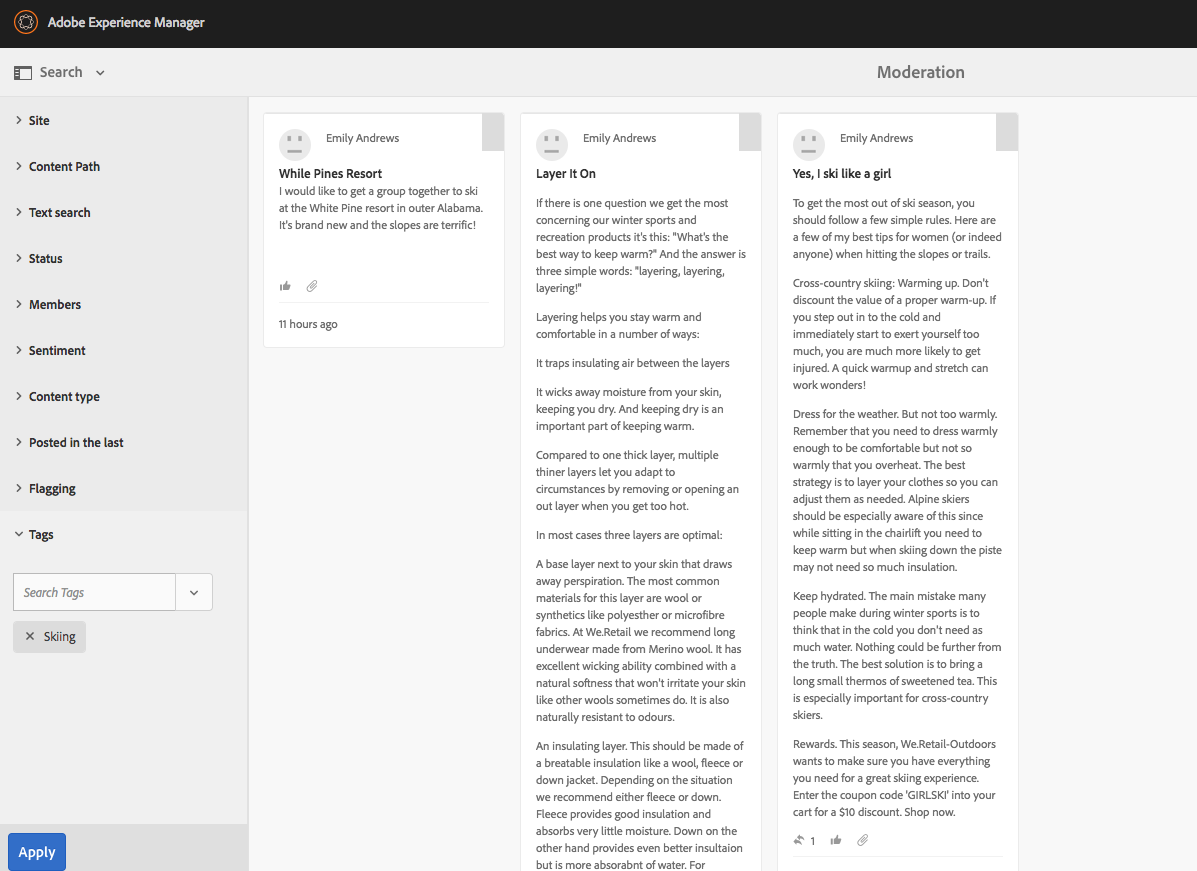 Adobe Experience Manager
Search
Moderation
Site
Content Path
Text search
Status
Members
Sentiment
Content type
Posted in the last
Flagging
Tags
Search Tags
Skiing
Apply
Emily Andrews
While Pines Resort
I would like to get a group together to ski
at the White Pine resort in outer Alabama.
It's brand new and the slopes are terrific!
11 hours ago
Emily Andrews
Layer It On
If there is one question we get the most
concerning our winter sports and
recreation products it's this: "What's the
best way to keep warm?" And the answer is
three simple words: "layering, layering,
layering!"
Layering helps you stay warm and
comfortable in a number of ways:
It traps insulating air between the layers
It wicks away moisture from your skin,
keeping you dry. And keeping dry is an
important part of keeping warm.
Compared to one thick layer, multiple
thiner layers let you adapt to
circumstances by removing or opening an
out layer when you get too hot.
In most cases three layers are optimal:
A base layer next to your skin that draws
away perspiration. The most common
materials for this layer are wool or
synthetics like polyesther or microfibre
fabrics. At We.Retail we recommend long
underwear made from Merino wool. It has
excellent wicking ability combined with a
natural softness that won't irritate your skin
like other wools sometimes do. It is also
naturally resistant to odours.
An insulating layer. This should be made of
a breatable insulation like a wool, fleece or
down jacket. Depending on the situation
we recommend either fleece or down.
Fleece provides good insulation and
absorbs very little moisture. Down on the
other hand provides even better insultaion
but is more absorabnt of water. For
Emily Andrews
Yes, I ski like a girl
To get the most out of ski season, you
should follow a few simple rules. Here are
a few of my best tips for women (or indeed
anyone) when hitting the slopes or trails.
Cross-country skiing: Warming up. Don't
discount the value of a proper warm-up. If
you step out in to the cold and
immediately start to exert yourself too
much, you are much more likely to get
injured. A quick warmup and stretch can
work wonders!
Dress for the weather. But not too warmly.
Remember that you need to dress warmly
enough to be comfortable but not so
warmly that you overheat. The best
strategy is to layer your clothes so you can
adjust them as needed. Alpine skiers
should be especially aware of this since
while sitting in the chairlift you need to
keep warm but when skiing down the piste
may not need so much insulation.
Keep hydrated. The main mistake many
people make during winter sports is to
think that in the cold you don't need as
much water. Nothing could be further from
the truth. The best solution is to bring a
long small thermos of sweetened tea. This
is especially important for cross-country
skiers.
Rewards. This season, We.Retail-Outdoors
wants to make sure you have everything
you need for a great skiing experience.
Enter the coupon code 'GIRLSKI' into your
cart for a $10 discount. Shop now.
1